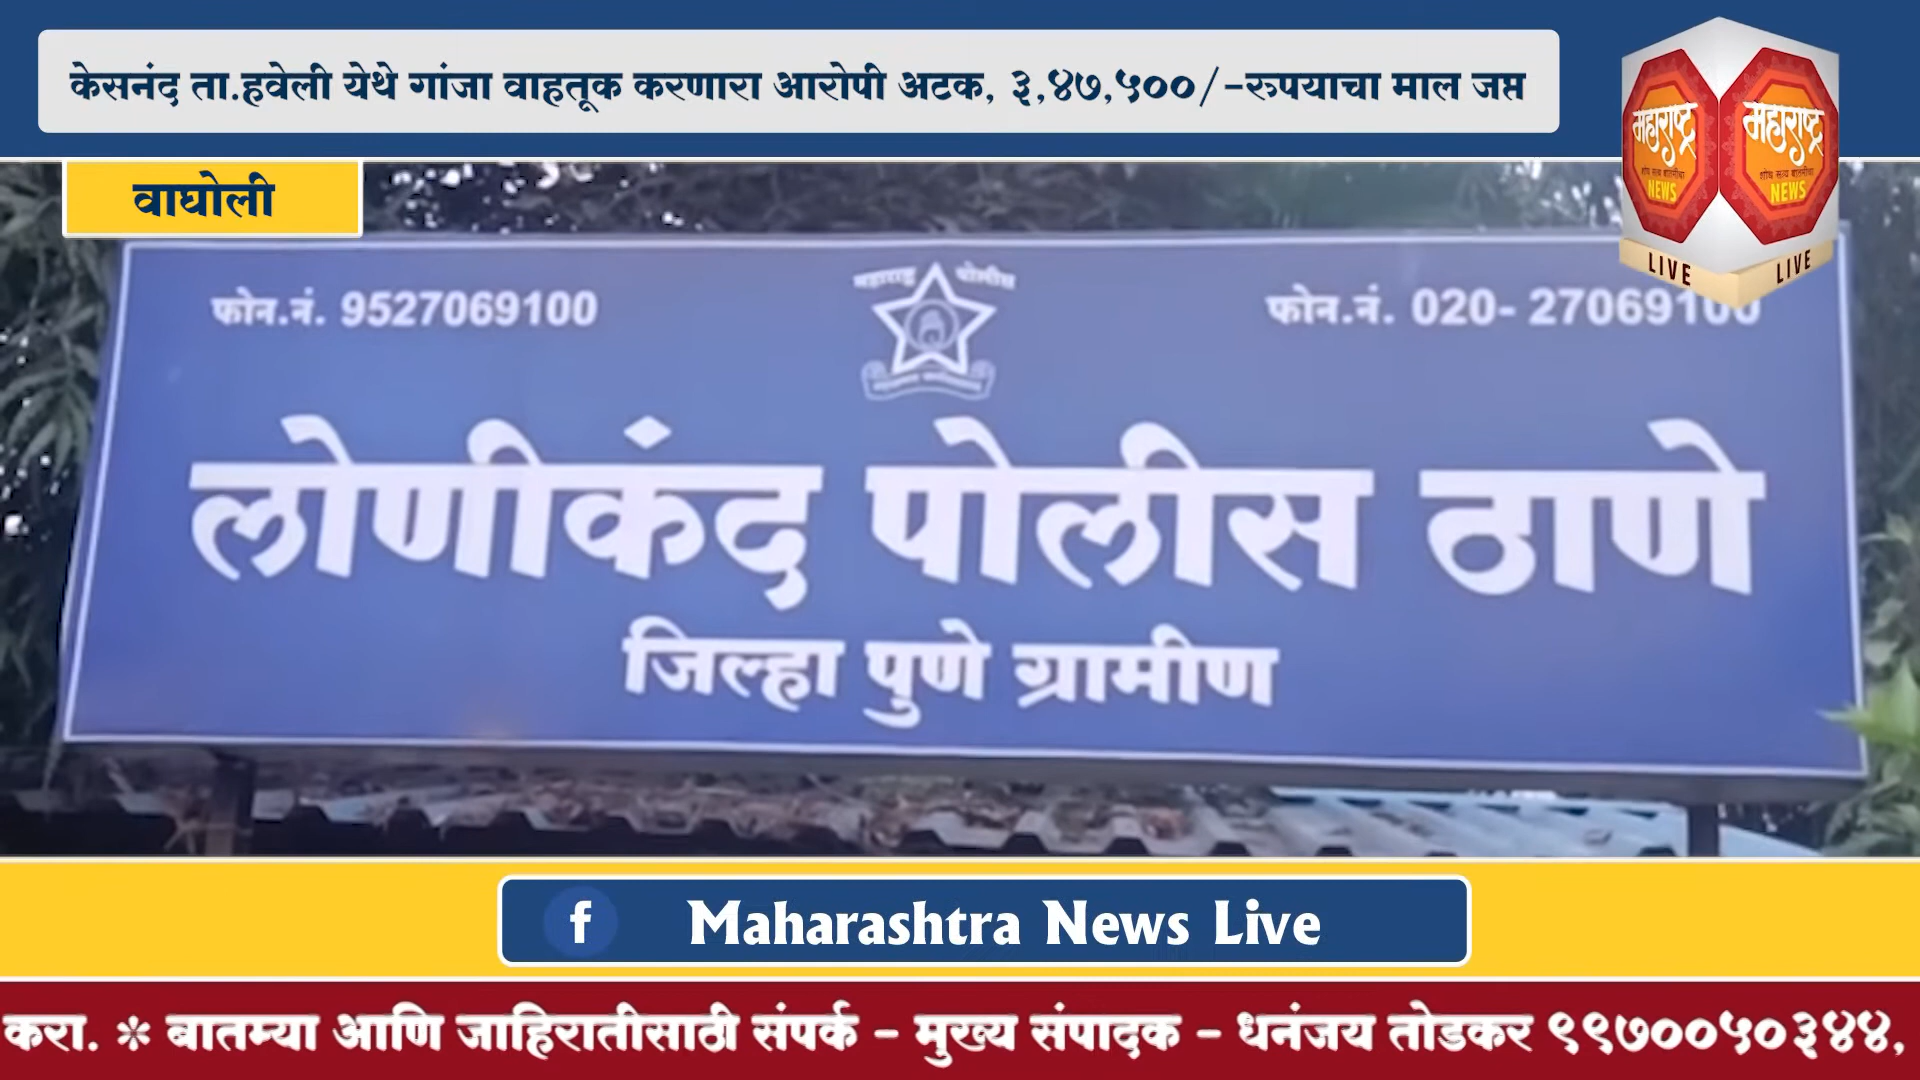 केसनंद ता.हवेली येथे गांजा वाहतूक करणारा आरोपी अटक, ३,४७,५००/-रुपयाचा माल जप्त
वाघोली
महाराष्ट्र
NEWS
LIVE
महाराष्ट्र
NEWS
LIVE
महाराष्ट्र पोलीस
फोन.नं. 9527069100
फोन.नं. 020- 27069100
लोणीकंद पोलीस ठाणे
जिल्हा पुणे ग्रामीण
f Maharashtra News Live
करा. * बातम्या आणि जाहिरातीसाठी संपर्क - मुख्य संपादक - धनंजय तोडकर ९९७००५०३४४,